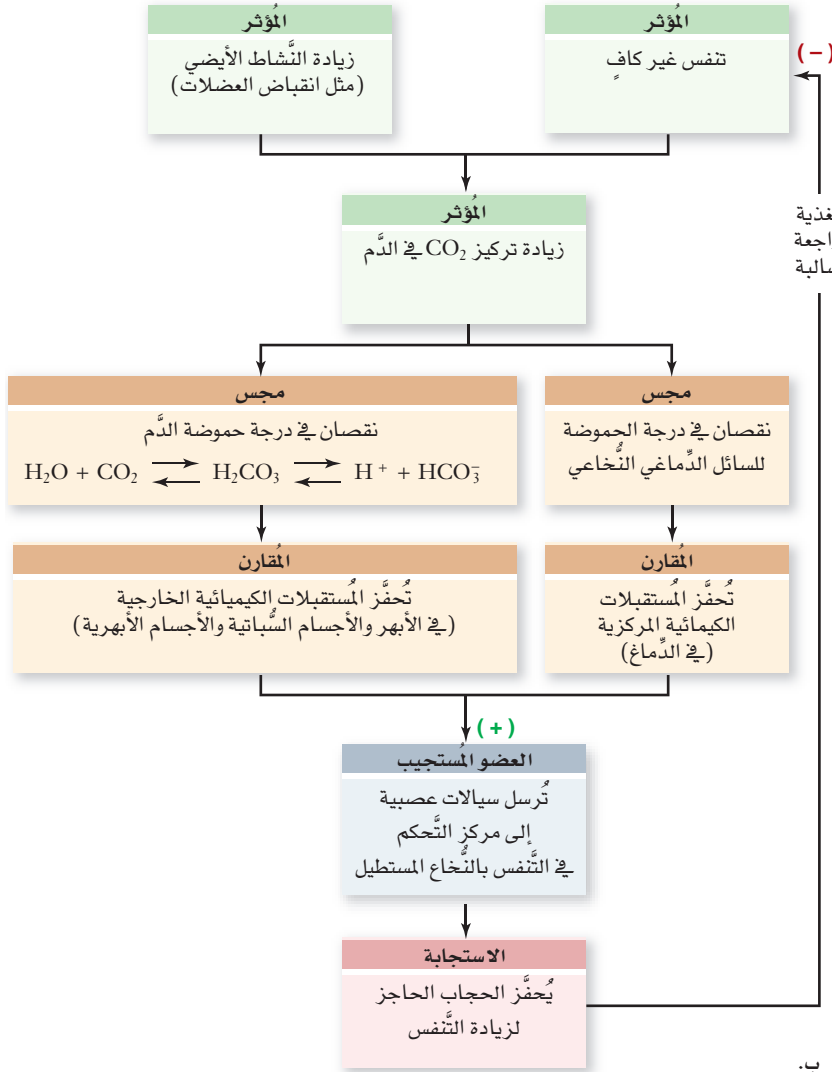 المُؤثر
تنفس غير كافٍ
(−)
المُؤثر
زيادة النَّشاط الأيضي
(مثل انقباض العضلات)
المُؤثر
زيادة تركيز CO₂ في الدَّم
مجس
نقصان في درجة الحموضة
للسائل الدِّماغي النُّخاعي
مجس
نقصان في درجة حموضة الدَّم
H₂O + CO₂ ⇌ H₂CO₃ ⇌ H⁺ + HCO₃⁻
المُقارن
تُحفَّز المُستقبلات
الكيمائية المركزية
(في الدِّماغ)
المُقارن
تُحفَّز المُستقبلات الكيميائية الخارجية
(في الأبهر والأجسام السُّباتية والأجسام الأبهرية)
(+)
العضو المُستجيب
تُرسل سيالات عصبية
إلى مركز التَّحكم
في التَّنفس بالنُّخاع المستطيل
الاستجابة
يُحفَّز الحجاب الحاجز
لزيادة التَّنفس
ب.